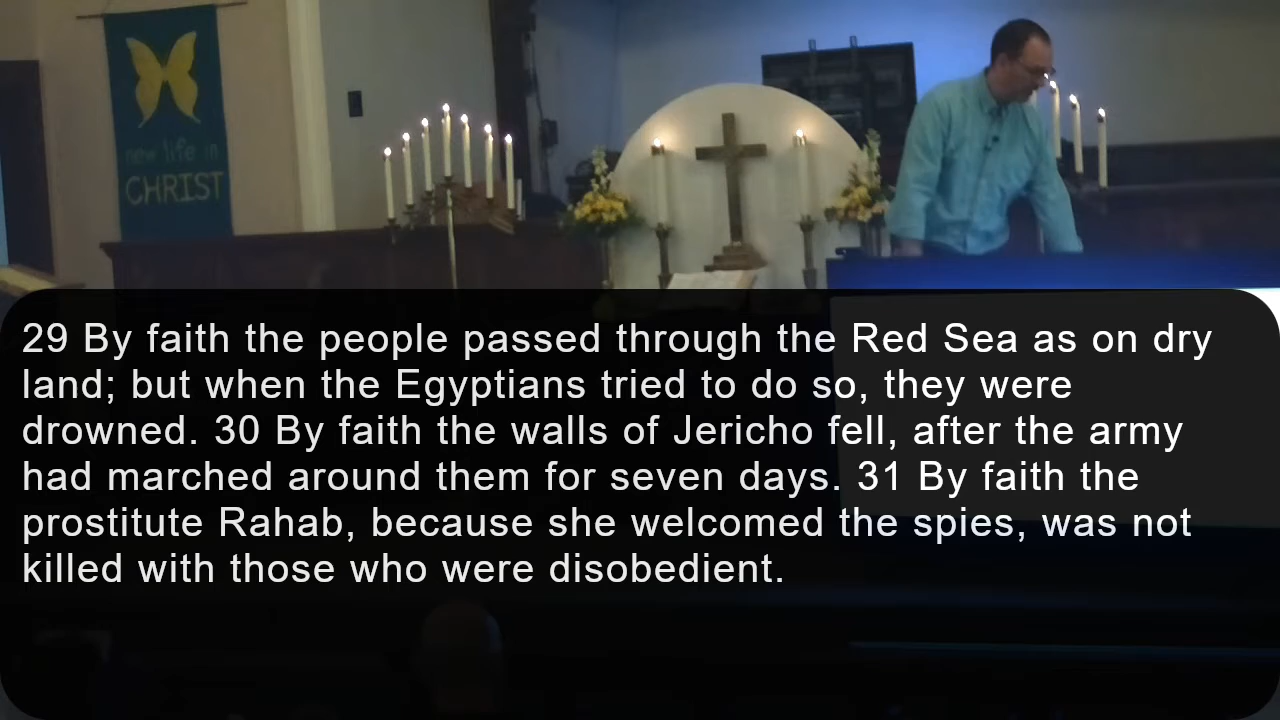 new life in
CHRIST
29 By faith the people passed through the Red Sea as on dry
land; but when the Egyptians tried to do so, they were
drowned. 30 By faith the walls of Jericho fell, after the army
had marched around them for seven days. 31 By faith the
prostitute Rahab, because she welcomed the spies, was not
killed with those who were disobedient.